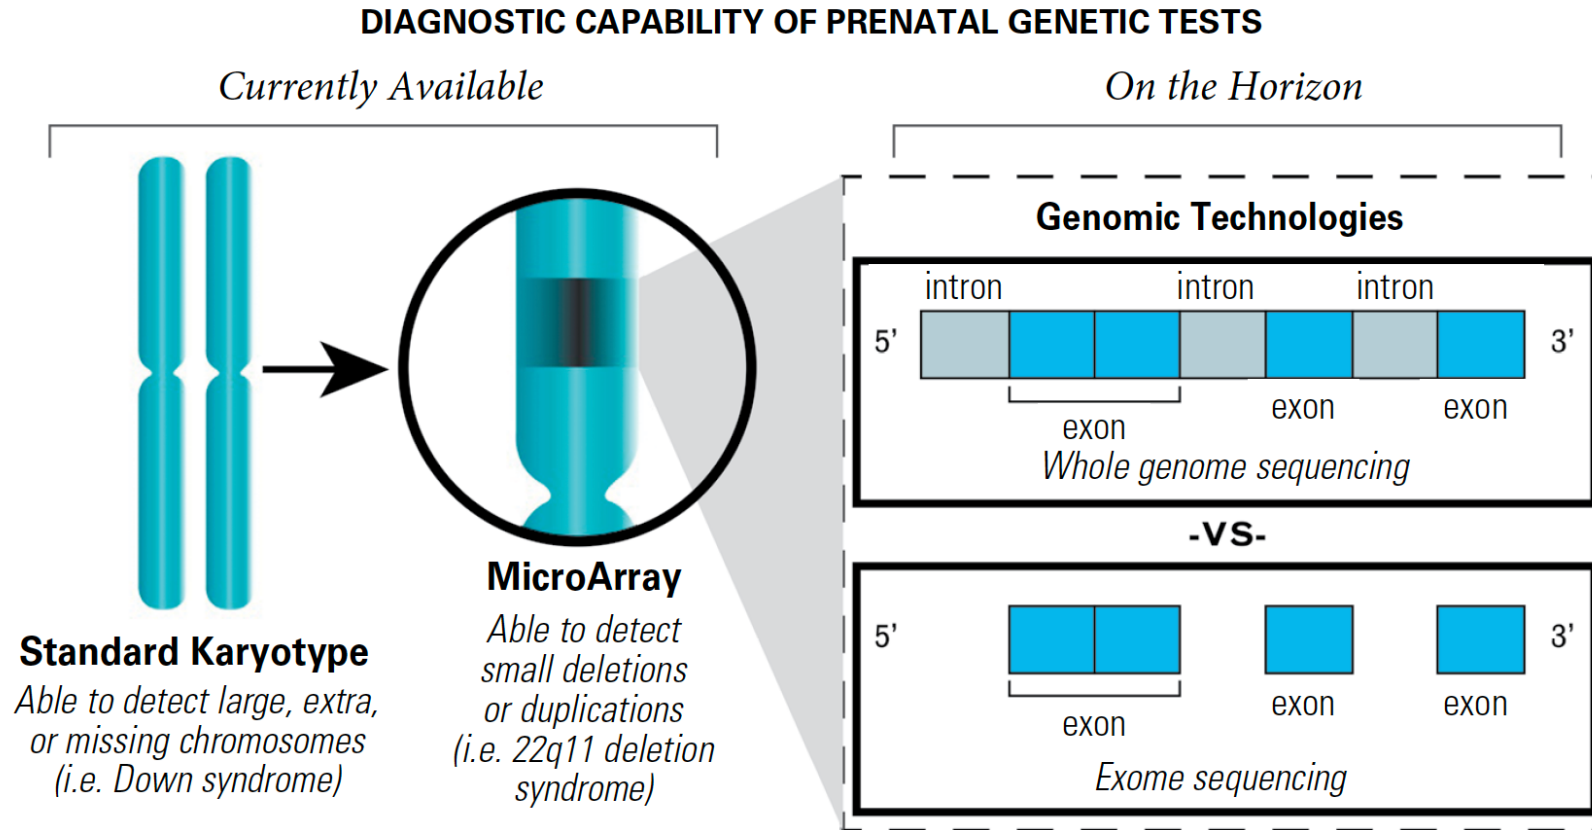 DIAGNOSTIC CAPABILITY OF PRENATAL GENETIC TESTS
Currently Available
On the Horizon
Standard Karyotype
Able to detect large, extra,
or missing chromosomes
(i.e. Down syndrome)
MicroArray
Able to detect
small deletions
or duplications
(i.e. 22q11 deletion
syndrome)
Genomic Technologies
intron intron intron
5’ 3’
exon exon exon
Whole genome sequencing
-VS-
5’ 3’
exon exon exon
Exome sequencing